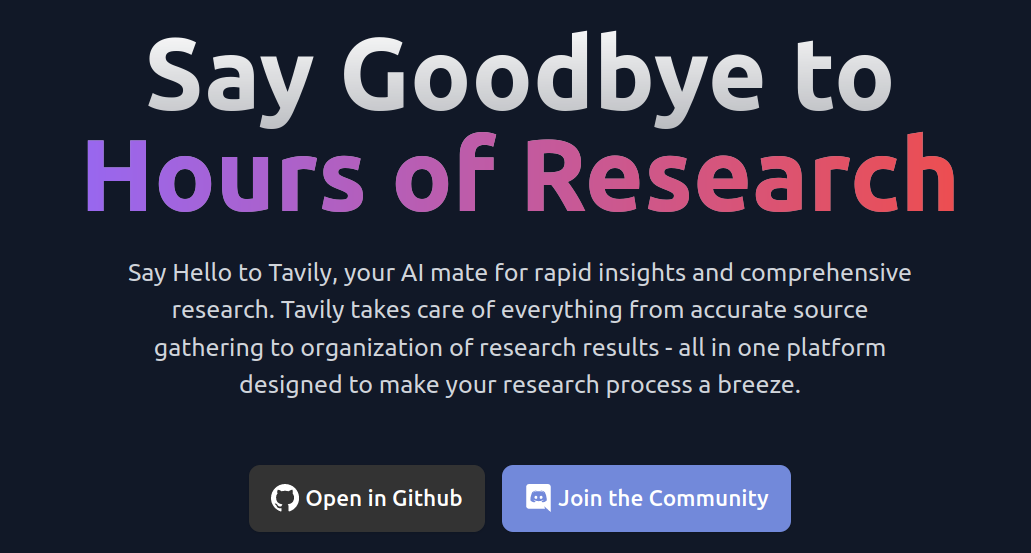 Say Goodbye to
Hours of Research
Say Hello to Tavily, your AI mate for rapid insights and comprehensive
research. Tavily takes care of everything from accurate source
gathering to organization of research results - all in one platform
designed to make your research process a breeze.
Open in Github
Join the Community